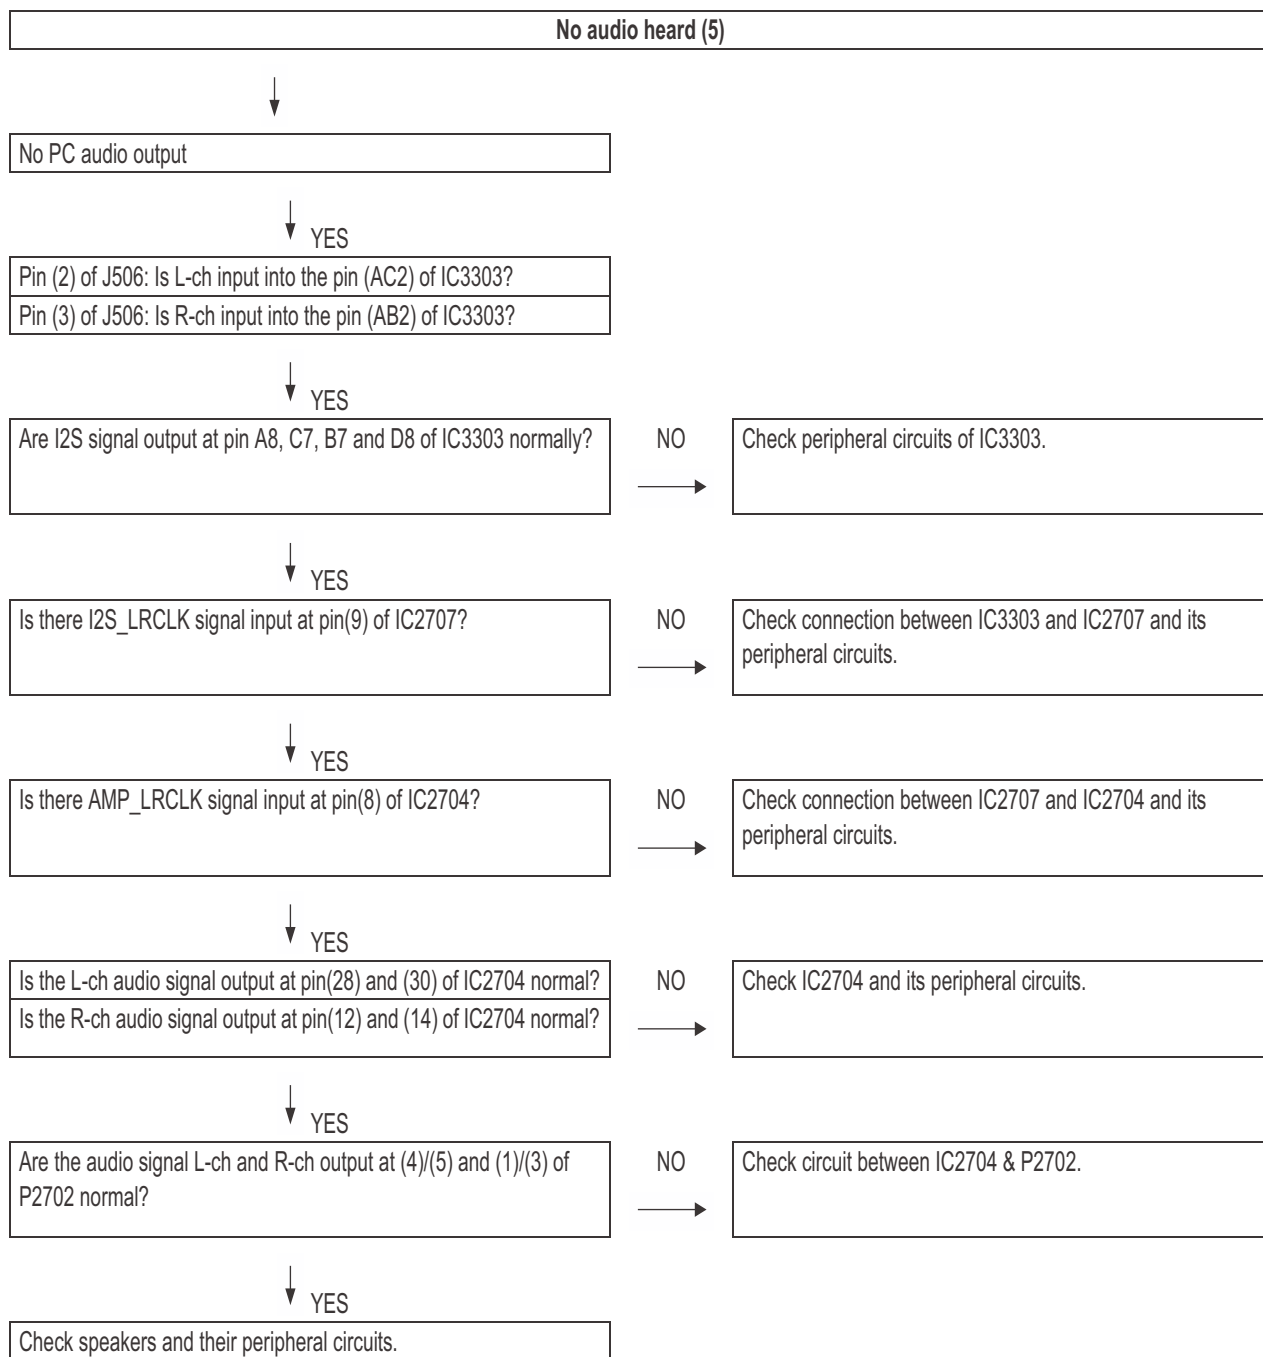 No audio heard (5)
No PC audio output
YES
Pin (2) of J506: Is L-ch input into the pin (AC2) of IC3303?
Pin (3) of J506: Is R-ch input into the pin (AB2) of IC3303?
YES
Are I2S signal output at pin A8, C7, B7 and D8 of IC3303 normally?
NO
Check peripheral circuits of IC3303.
YES
Is there I2S_LRCLK signal input at pin(9) of IC2707?
NO
Check connection between IC3303 and IC2707 and its
peripheral circuits.
YES
Is there AMP_LRCLK signal input at pin(8) of IC2704?
NO
Check connection between IC2707 and IC2704 and its
peripheral circuits.
YES
Is the L-ch audio signal output at pin(28) and (30) of IC2704 normal?
Is the R-ch audio signal output at pin(12) and (14) of IC2704 normal?
NO
Check IC2704 and its peripheral circuits.
YES
Are the audio signal L-ch and R-ch output at (4)/(5) and (1)/(3) of
P2702 normal?
NO
Check circuit between IC2704 & P2702.
YES
Check speakers and their peripheral circuits.